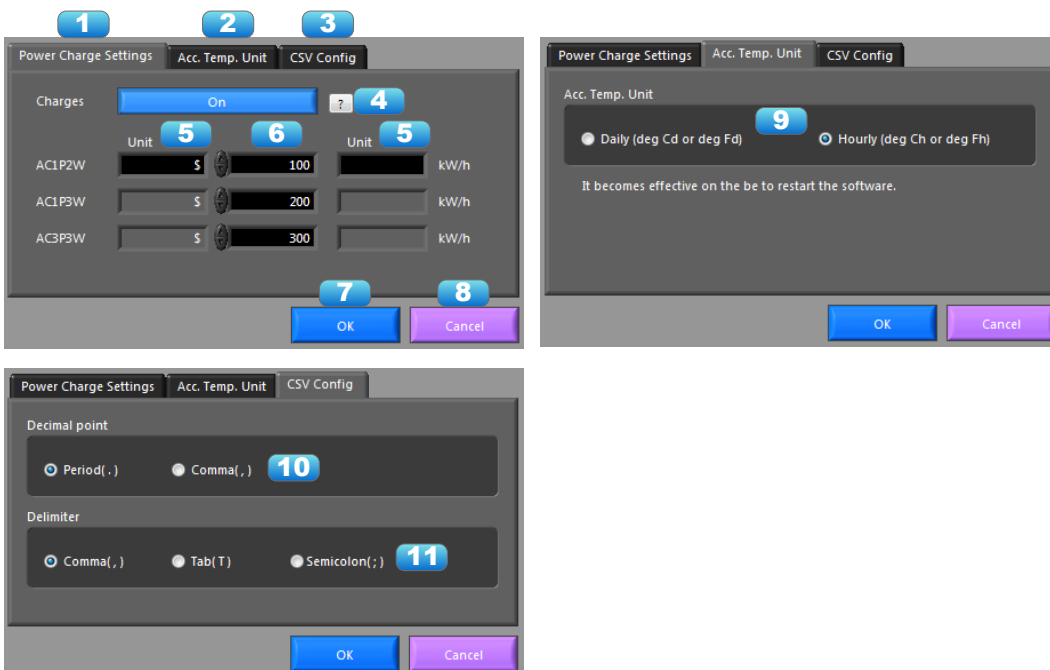 1 2 3
Power Charge Settings Acc. Temp. Unit CSV Config
Charges On ? 4
Unit 5 6 Unit 5
AC1P2W $ 100 kW/h
AC1P3W $ 200 kW/h
AC3P3W $ 300 kW/h
7 8
OK Cancel
Power Charge Settings Acc. Temp. Unit CSV Config
Acc. Temp. Unit
9
Daily (deg Cd or deg Fd) Hourly (deg Ch or deg Fh)
It becomes effective on the be to restart the software.
OK Cancel
Power Charge Settings Acc. Temp. Unit CSV Config
Decimal point
Period(.) Comma(,) 10
Delimiter
Comma(,) Tab(T) Semicolon(;) 11
OK Cancel